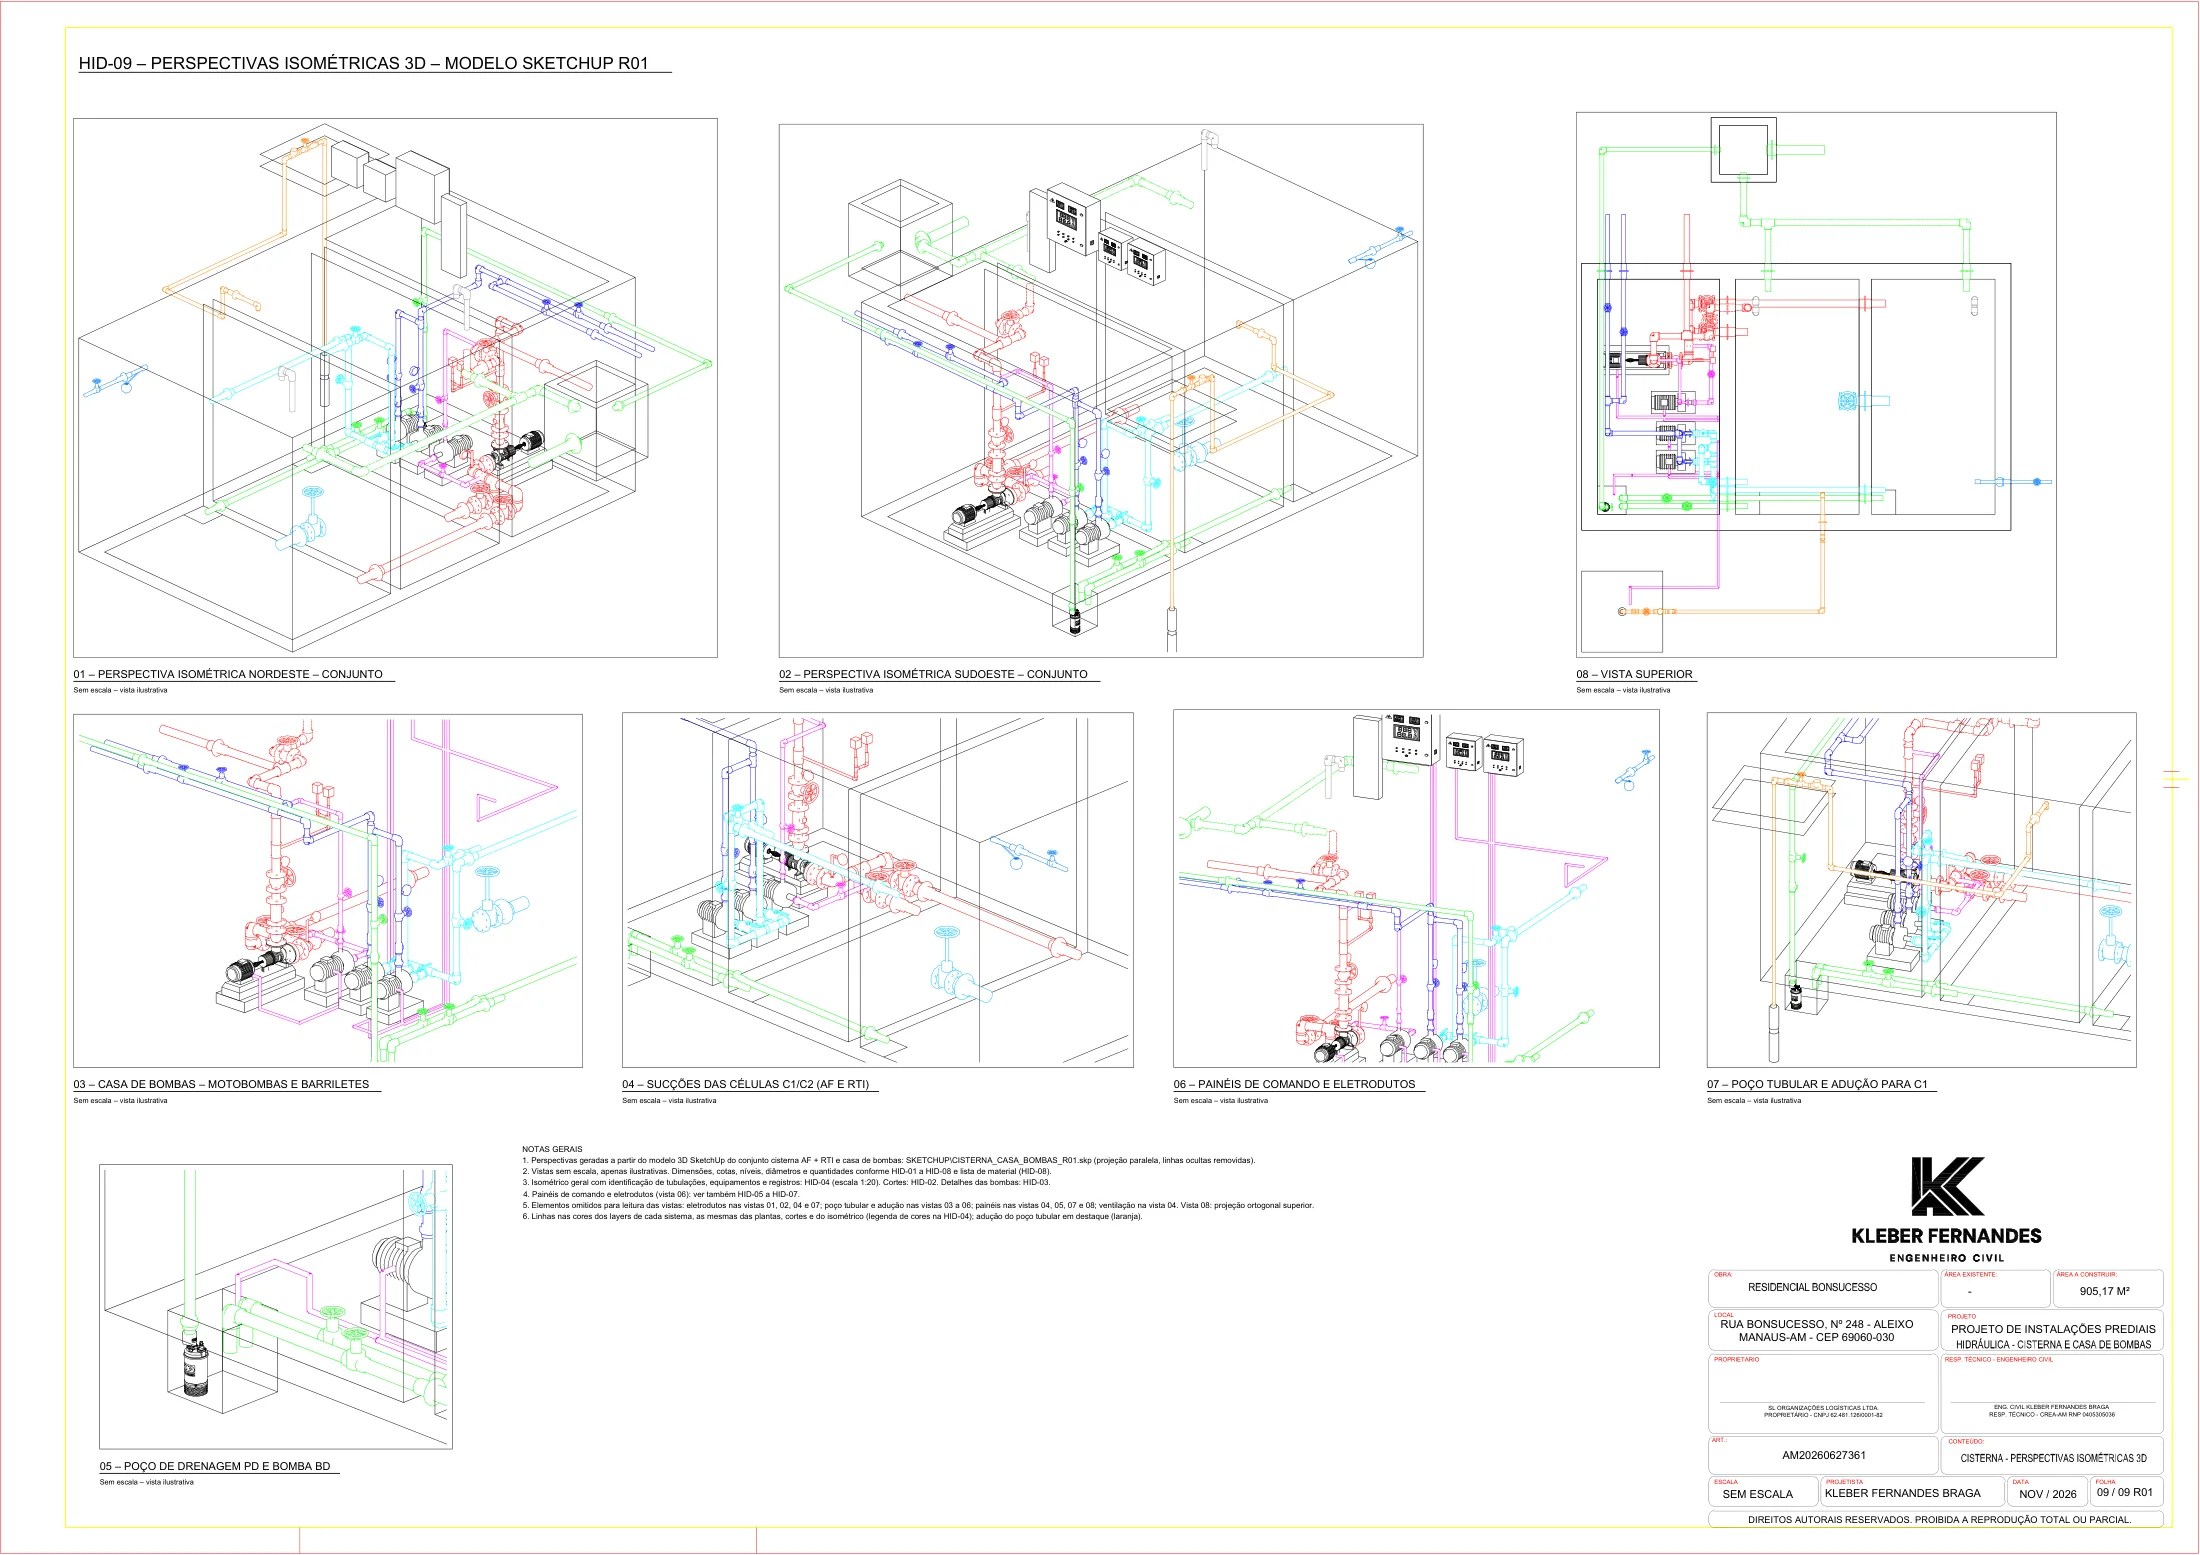 HID-09 – PERSPECTIVAS ISOMÉTRICAS 3D – MODELO SKETCHUP R01
01 – PERSPECTIVA ISOMÉTRICA NORDESTE – CONJUNTO
Sem escala – vista ilustrativa
02 – PERSPECTIVA ISOMÉTRICA SUDOESTE – CONJUNTO
Sem escala – vista ilustrativa
08 – VISTA SUPERIOR
Sem escala – vista ilustrativa
03 – CASA DE BOMBAS – MOTOBOMBAS E BARRILETES
Sem escala – vista ilustrativa
04 – SUCÇÕES DAS CÉLULAS C1/C2 (AF E RTI)
Sem escala – vista ilustrativa
06 – PAINÉIS DE COMANDO E ELETRODUTOS
Sem escala – vista ilustrativa
07 – POÇO TUBULAR E ADUÇÃO PARA C1
Sem escala – vista ilustrativa
05 – POÇO DE DRENAGEM PD E BOMBA BD
Sem escala – vista ilustrativa
NOTAS GERAIS
1. Perspectivas geradas a partir do modelo 3D SketchUp do conjunto cisterna AF + RTI e casa de bombas: SKETCHUP\CISTERNA_CASA_BOMBAS_R01.skp (projeção paralela, linhas ocultas removidas).
2. Vistas sem escala, apenas ilustrativas. Dimensões, cotas, níveis, diâmetros e quantidades conforme HID-01 a HID-08 e lista de material (HID-08).
3. Isométrico geral com identificação de tubulações, equipamentos e registros: HID-04 (escala 1:20). Cortes: HID-02. Detalhes das bombas: HID-03.
4. Painéis de comando e eletrodutos (vista 06): ver também HID-05 a HID-07.
5. Elementos omitidos para leitura das vistas: eletrodutos nas vistas 01, 02, 04 e 07; poço tubular e adução nas vistas 03 a 06; painéis nas vistas 04, 05, 07 e 08; ventilação na vista 04. Vista 08: projeção ortogonal superior.
6. Linhas nas cores dos layers de cada sistema, as mesmas das plantas, cortes e do isométrico (legenda de cores na HID-04); adução do poço tubular em destaque (laranja).
KLEBER FERNANDES
ENGENHEIRO CIVIL
OBRA:
RESIDENCIAL BONSUCESSO
ÁREA EXISTENTE:
-
ÁREA A CONSTRUIR:
905,17 M²
LOCAL
RUA BONSUCESSO, Nº 248 - ALEIXO
MANAUS-AM - CEP 69060-030
PROJETO
PROJETO DE INSTALAÇÕES PREDIAIS
HIDRÁULICA - CISTERNA E CASA DE BOMBAS
PROPRIETARIO
SL ORGANIZAÇÕES LOGÍSTICAS LTDA.
PROPRIETÁRIO - CNPJ 62.461.126/0001-82
RESP. TÉCNICO - ENGENHEIRO CIVIL
ENG. CIVIL KLEBER FERNANDES BRAGA
RESP. TÉCNICO - CREA-AM RNP 0405305036
ART.:
AM20260627361
CONTEÚDO:
CISTERNA - PERSPECTIVAS ISOMÉTRICAS 3D
ESCALA
SEM ESCALA
PROJETISTA
KLEBER FERNANDES BRAGA
DATA
NOV / 2026
FOLHA
09 / 09 R01
DIREITOS AUTORAIS RESERVADOS. PROIBIDA A REPRODUÇÃO TOTAL OU PARCIAL.